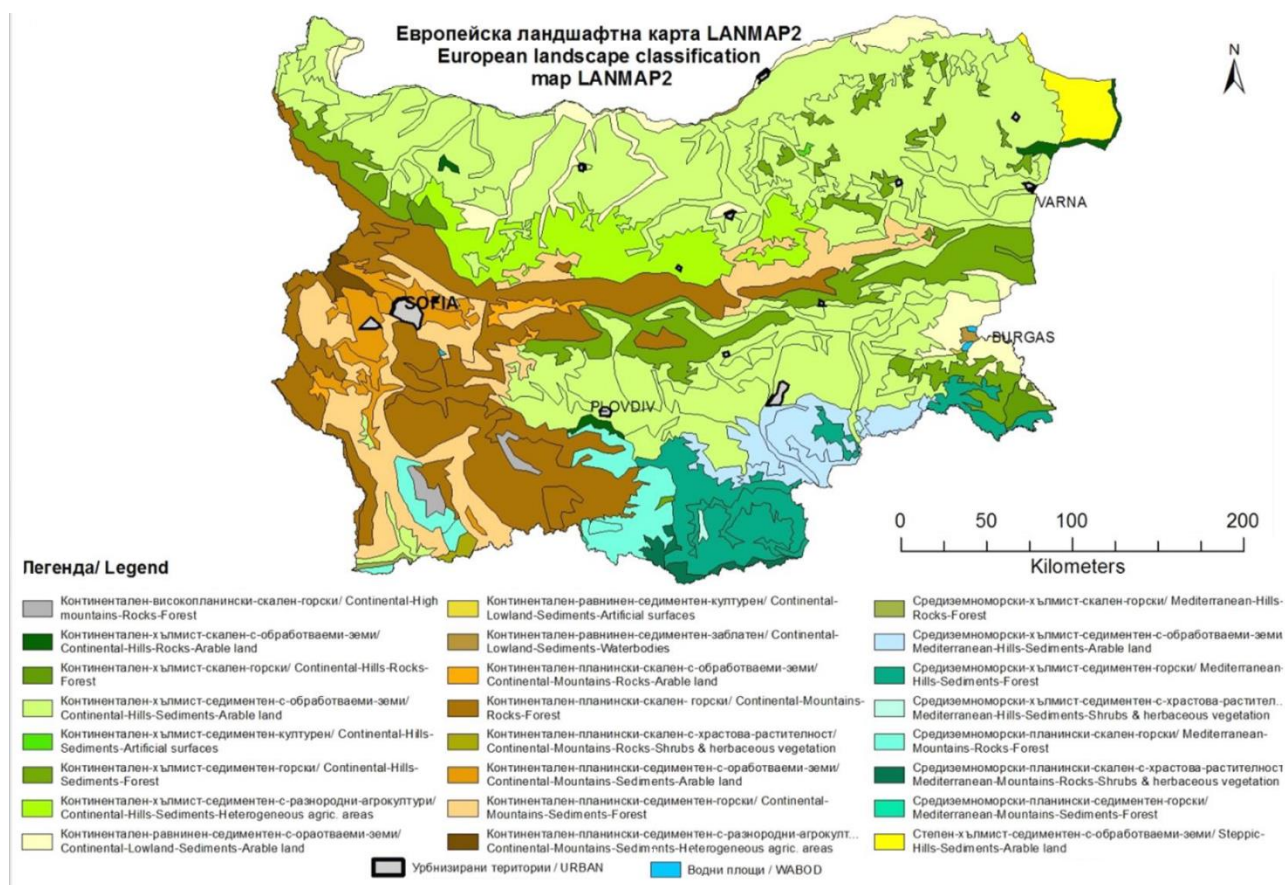 Европейска ландшафтна карта LANMAP2
European landscape classification
map LANMAP2
N
VARNA
SOFIA
BURGAS
PLOVDIV
0 50 100 200
Kilometers
Легенда/ Legend
Континентален-високопланински-скален-горски/ Continental-High
mountains-Rocks-Forest
Континентален-хълмист-скален-с-обработваеми-земи/
Continental-Hills-Rocks-Arable land
Континентален-хълмист-скален-горски/ Continental-Hills-Rocks-
Forest
Континентален-хълмист-седиментен-с-обработваеми-земи/
Continental-Hills-Sediments-Arable land
Континентален-хълмист-седиментен-културен/ Continental-Hills-
Sediments-Artificial surfaces
Континентален-хълмист-седиментен-горски/ Continental-Hills-
Sediments-Forest
Континентален-хълмист-седиментен-с-разнородни-агрокултури/
Continental-Hills-Sediments-Heterogeneous agric. areas
Континентален-равнинен-седиментен-с-ораотваеми-земи/
Continental-Lowland-Sediments-Arable land
Континентален-равнинен-седиментен-културен/ Continental-
Lowland-Sediments-Artificial surfaces
Континентален-равнинен-седиментен-заблатен/ Continental-
Lowland-Sediments-Waterbodies
Континентален-планински-скален-с-обработваеми-земи/
Continental-Mountains-Rocks-Arable land
Континентален-планински-скален- горски/ Continental-Mountains-
Rocks-Forest
Континентален-планински-скален-с-храстова-растителност/
Continental-Mountains-Rocks-Shrubs & herbaceous vegetation
Континентален-планински-седиментен-с-оработваеми-земи/
Continental-Mountains-Sediments-Arable land
Континентален-планински-седиментен-горски/ Continental-
Mountains-Sediments-Forest
Континентален-планински-седиментен-с-разнородни-агрокулт...
Continental-Mountains-Sediments-Heterogeneous agric. areas
Средиземноморски-хълмист-скален-горски/ Mediterranean-Hills-
Rocks-Forest
Средиземноморски-хълмист-седиментен-с-обработваеми-земи/
Mediterranean-Hills-Sediments-Arable land
Средиземноморски-хълмист-седиментен-горски/ Mediterranean-
Hills-Sediments-Forest
Средиземноморски-хълмист-седиментен-с-храстова-растител...
Mediterranean-Hills-Sediments-Shrubs & herbaceous vegetation
Средиземноморски-планински-скален-горски/ Mediterranean-
Mountains-Rocks-Forest
Средиземноморски-планински-скален-с-храстова-растителност
Mediterranean-Mountains-Rocks-Shrubs & herbaceous vegetation
Средиземноморски-планински-седиментен-горски/
Mediterranean-Mountains-Sediments-Forest
Степен-хълмист-седиментен-с-обработваеми-земи/ Steppic-
Hills-Sediments-Arable land
Урбнизирани територии / URBAN
Водни площи / WABOD